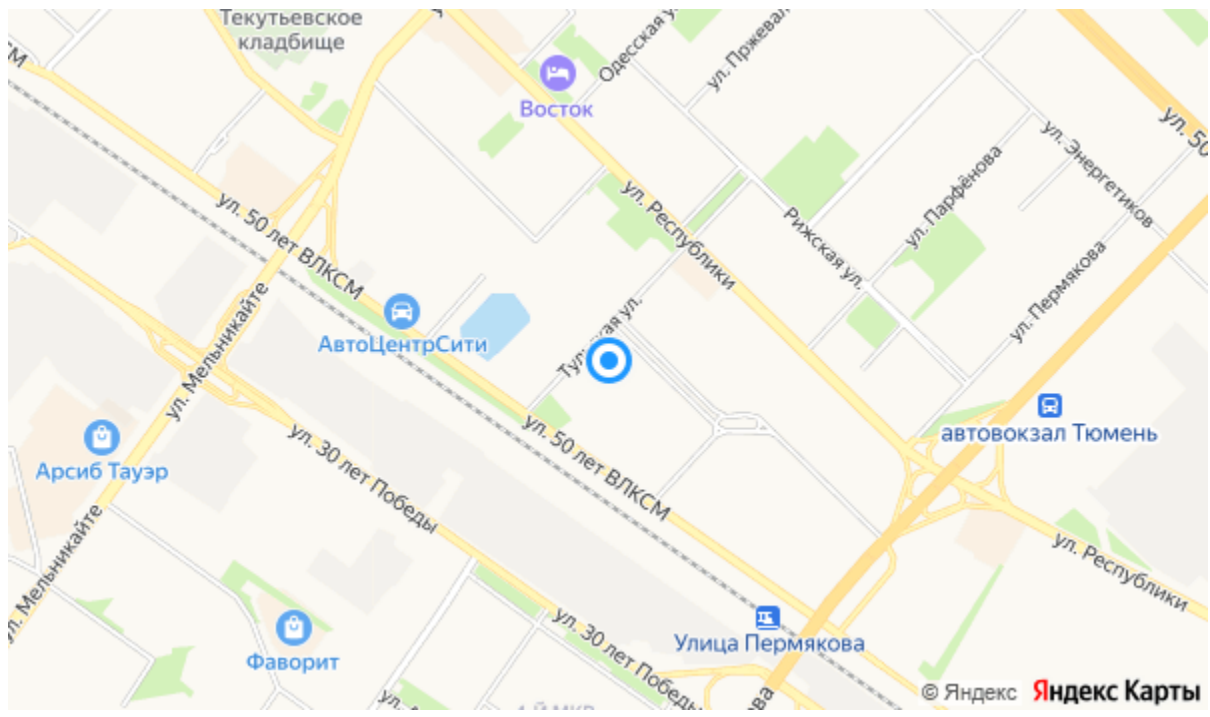 Текутьевское
кладбище
Одесская у
ул. Пржевал
ВЛКСМ
Восток
ул. 50
ул. Энергетиков
ул. Парфёнова
ул. Республики
ул. 50 лет ВЛКСМ
Рижская ул.
ул. Пермякова
АвтоЦентрСити
ул. Мельникайте
Тульская ул.
автовокзал Тюмень
Арсиб Тауэр
ул. 30 лет Победы
ул. 50 лет ВЛКСМ
ул. Мельникайте
ул. Республики
Фаворит
Улица Пермякова
ул. 30 лет Победы
© Яндекс Яндекс Карты